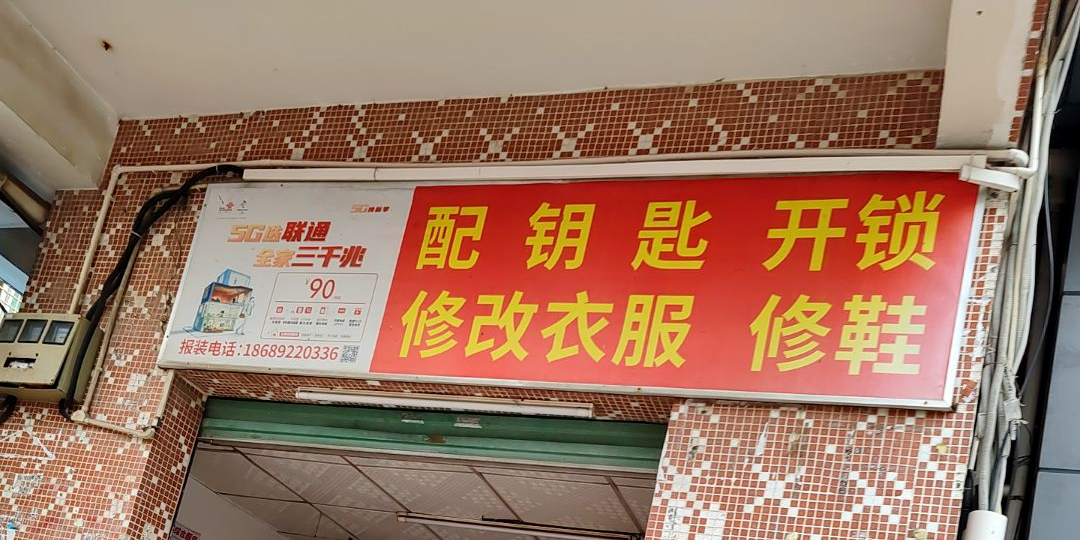 5G选联通
全家三千兆
¥90
报装电话:18689220336
配 钥 匙 开锁
修改衣服 修鞋